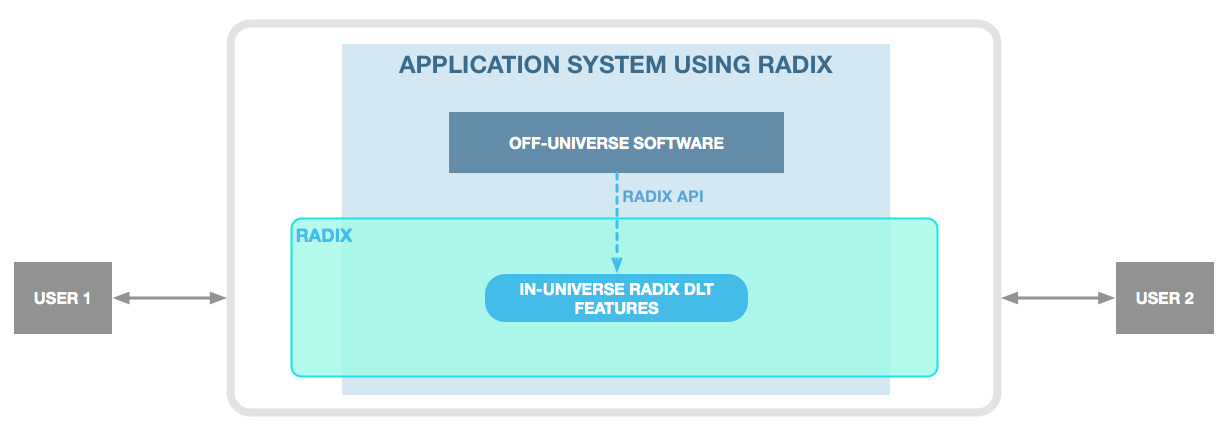 APPLICATION SYSTEM USING RADIX
OFF-UNIVERSE SOFTWARE
RADIX API
RADIX
USER 1
IN-UNIVERSE RADIX DLT
FEATURES
USER 2